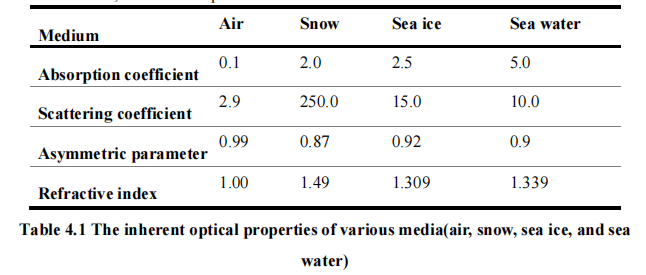 Medium Air Snow Sea ice Sea water
Absorption coefficient 0.1 2.0 2.5 5.0
Scattering coefficient 2.9 250.0 15.0 10.0
Asymmetric parameter 0.99 0.87 0.92 0.9
Refractive index 1.00 1.49 1.309 1.339
Table 4.1 The inherent optical properties of various media(air, snow, sea ice, and sea
water)